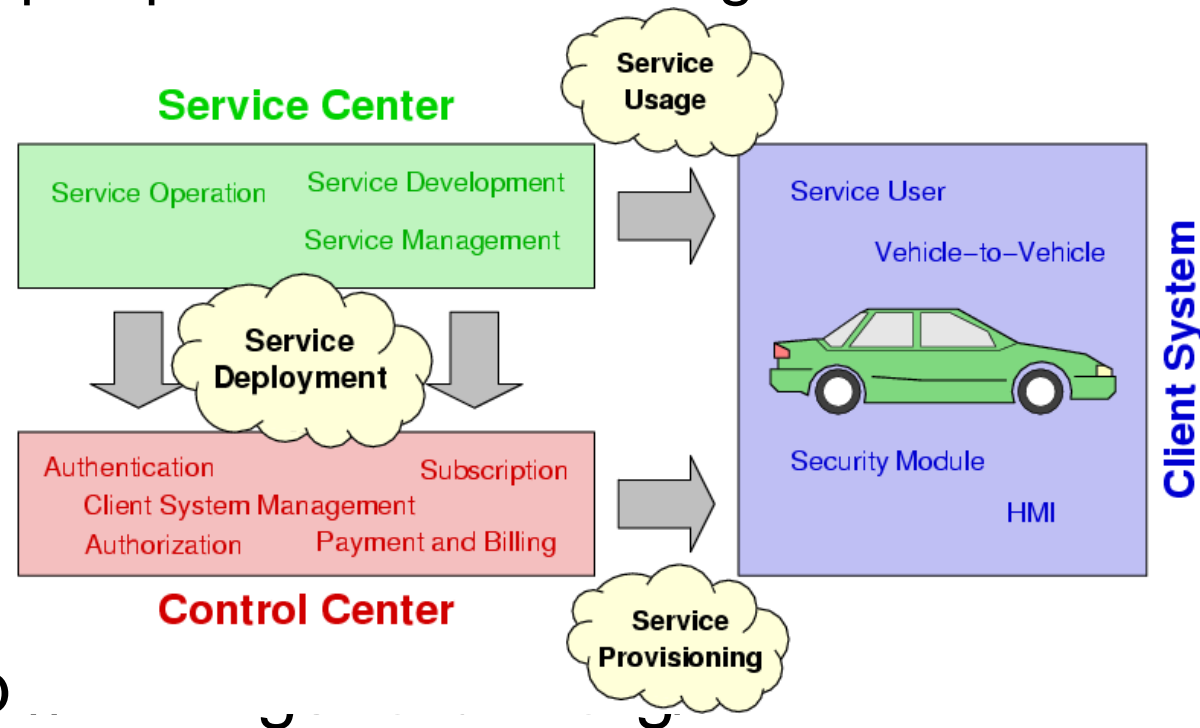 Service
Usage
Service Center
Service Operation
Service Development
Service Management
Service User
Vehicle−to−Vehicle
Service
Deployment
Client System
Authentication
Subscription
Client System Management
Authorization
Payment and Billing
Security Module
HMI
Control Center
Service
Provisioning